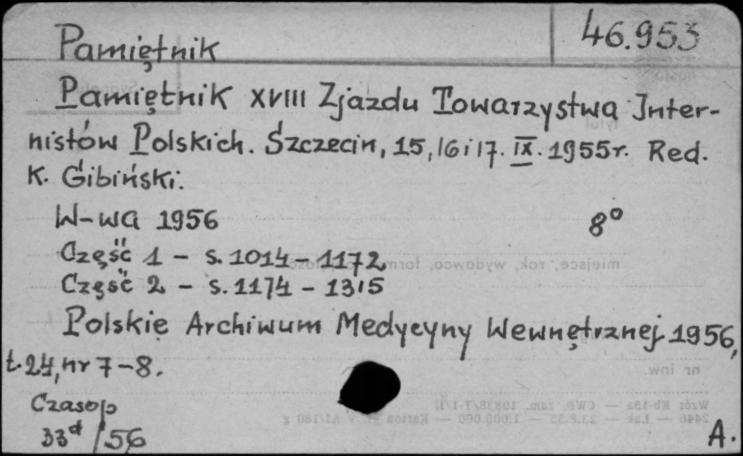 Pamiętnik 46.953
Pamiętnik XVIII Zjazdu Towarzystwa Inter-
nistów Polskich. Szczecin, 15, 16 i 17. IX. 1955r. Red.
K. Gibiński.
W-wa 1956 8°
Część 1 - s. 1014 - 1172
Część 2 - s. 1174 - 1315
Polskie Archiwum Medycyny Wewnętrznej 1956,
t. 24, nr 7-8.
Czasop
33d/56 A.